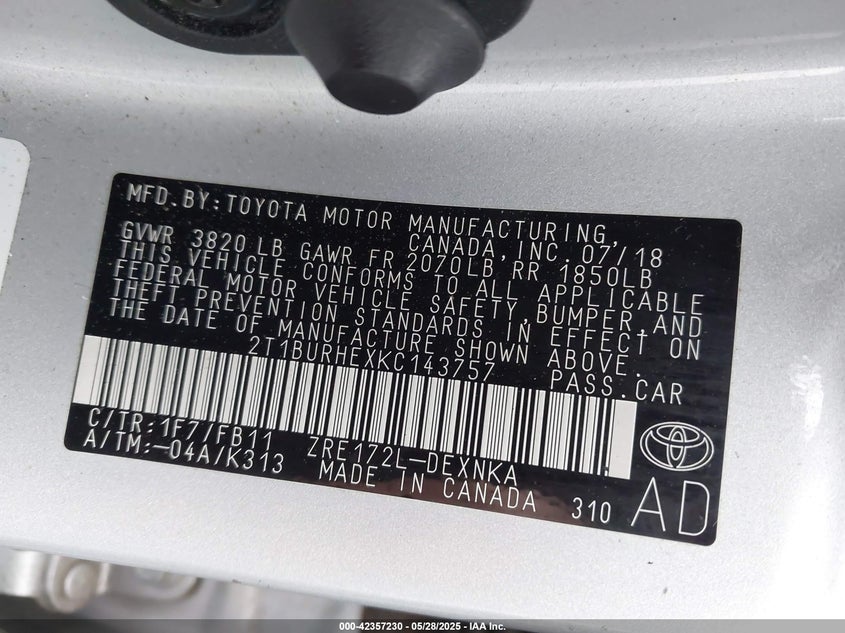 MFD.BY:TOYOTA MOTOR MANUFACTURING,
CANADA,INC. 07/18
GVWR 3820LB GAWR FR 2070LB RR 1850LB
THIS VEHICLE CONFORMS TO ALL APPLICABLE
FEDERAL MOTOR VEHICLE SAFETY,BUMPER,AND
THEFT PREVENTION STANDARDS IN EFFECT ON
THE DATE OF MANUFACTURE SHOWN ABOVE.
2T1BURHEXKC143757 PASS.CAR
C/TR:1F7/FB11 ZRE172L-DEXNKA
A/TM:-04A/K313 MADE IN CANADA 310 AD
000-42357230 - 05/28/2025 - IAA Inc.